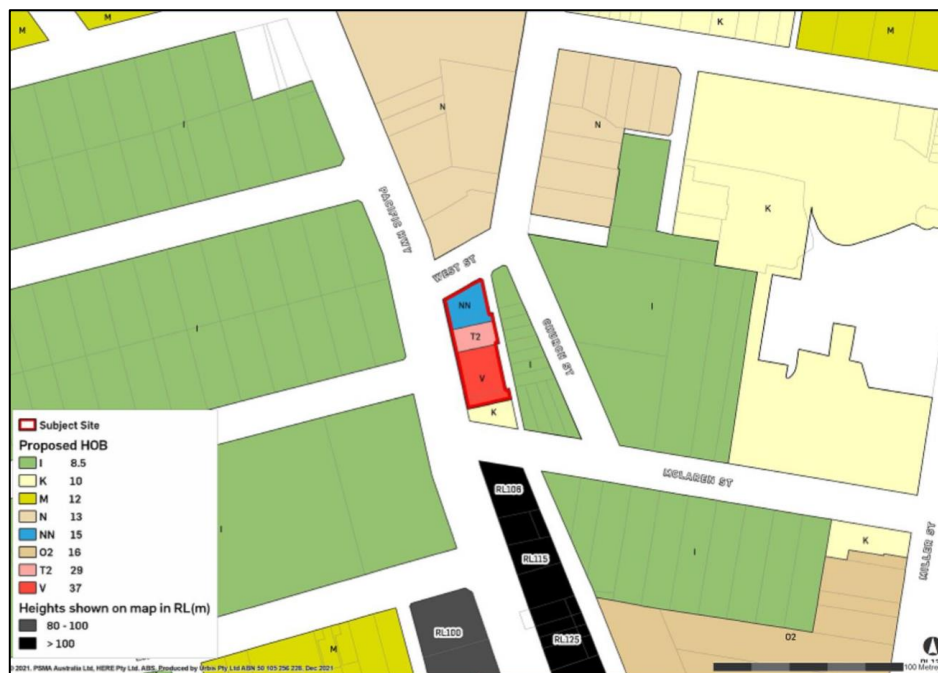 M
M
K
M
I
N
N
K
PACIFIC HWY
WEST ST
NN
T2
V
K
CHURCH ST
I
I
I
MCLAREN ST
MILLER ST
RL108
RL115
RL125
RL100
I
K
O2
M
I
Subject Site
Proposed HOB
I 8.5
K 10
M 12
N 13
NN 15
O2 16
T2 29
V 37
Heights shown on map in RL(m)
80 - 100
> 100
© 2021. PSMA Australia Ltd, HERE Pty Ltd. ABS. Produced by Urbis Pty Ltd ABN 50 105 256 228. Dec 2021
100 Metres